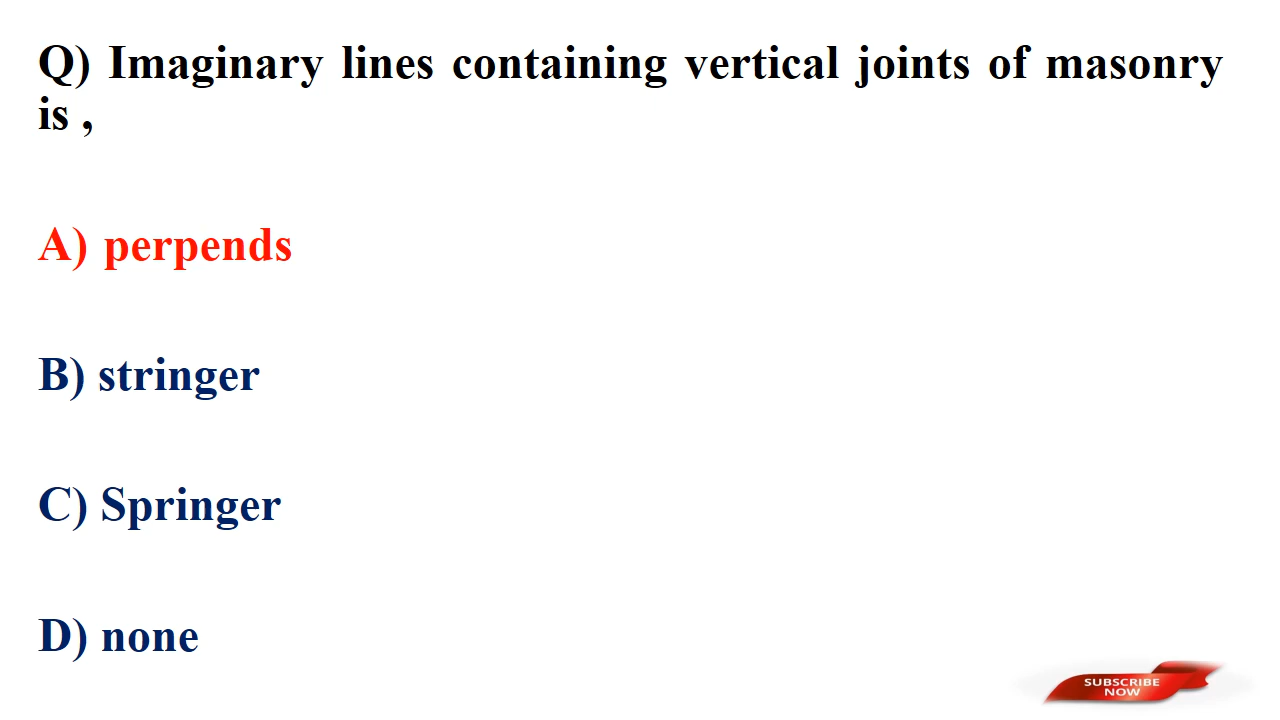 Q) Imaginary lines containing vertical joints of masonry
is ,
A) perpends
B) stringer
C) Springer
D) none
SUBSCRIBE
NOW